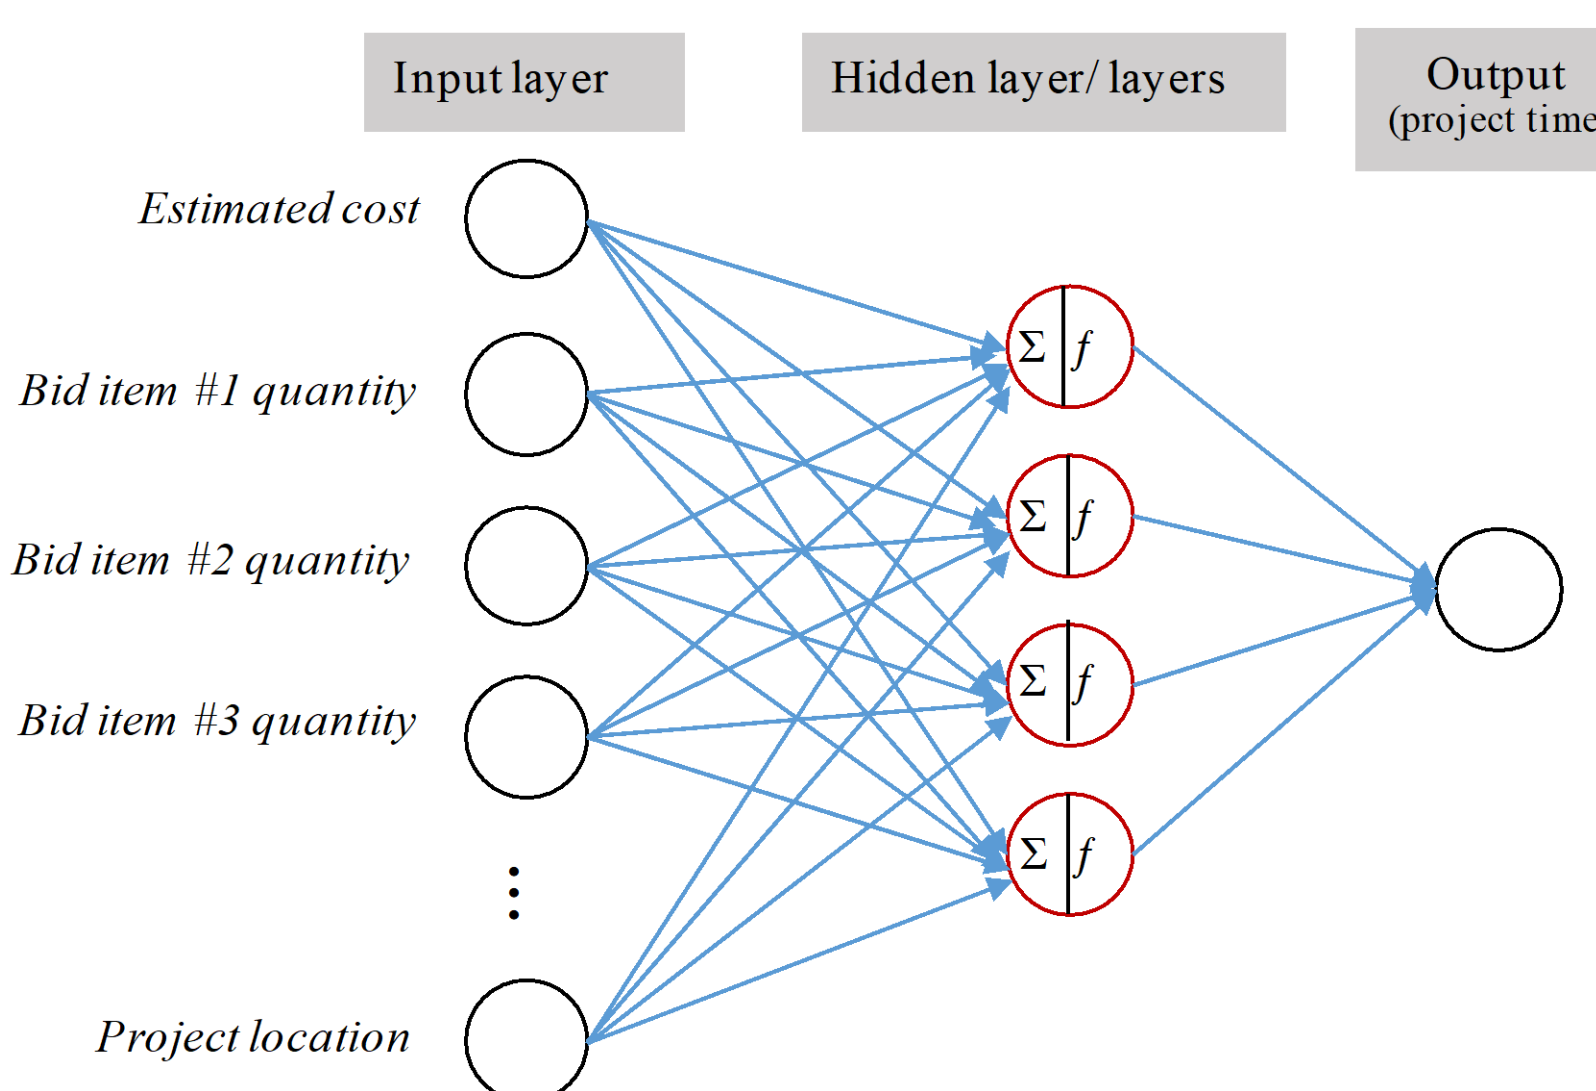 Input layer
Hidden layer/ layers
Output
(project time
Estimated cost
Bid item #1 quantity
Bid item #2 quantity
Bid item #3 quantity
⋮
Project location
Σ f
Σ f
Σ f
Σ f